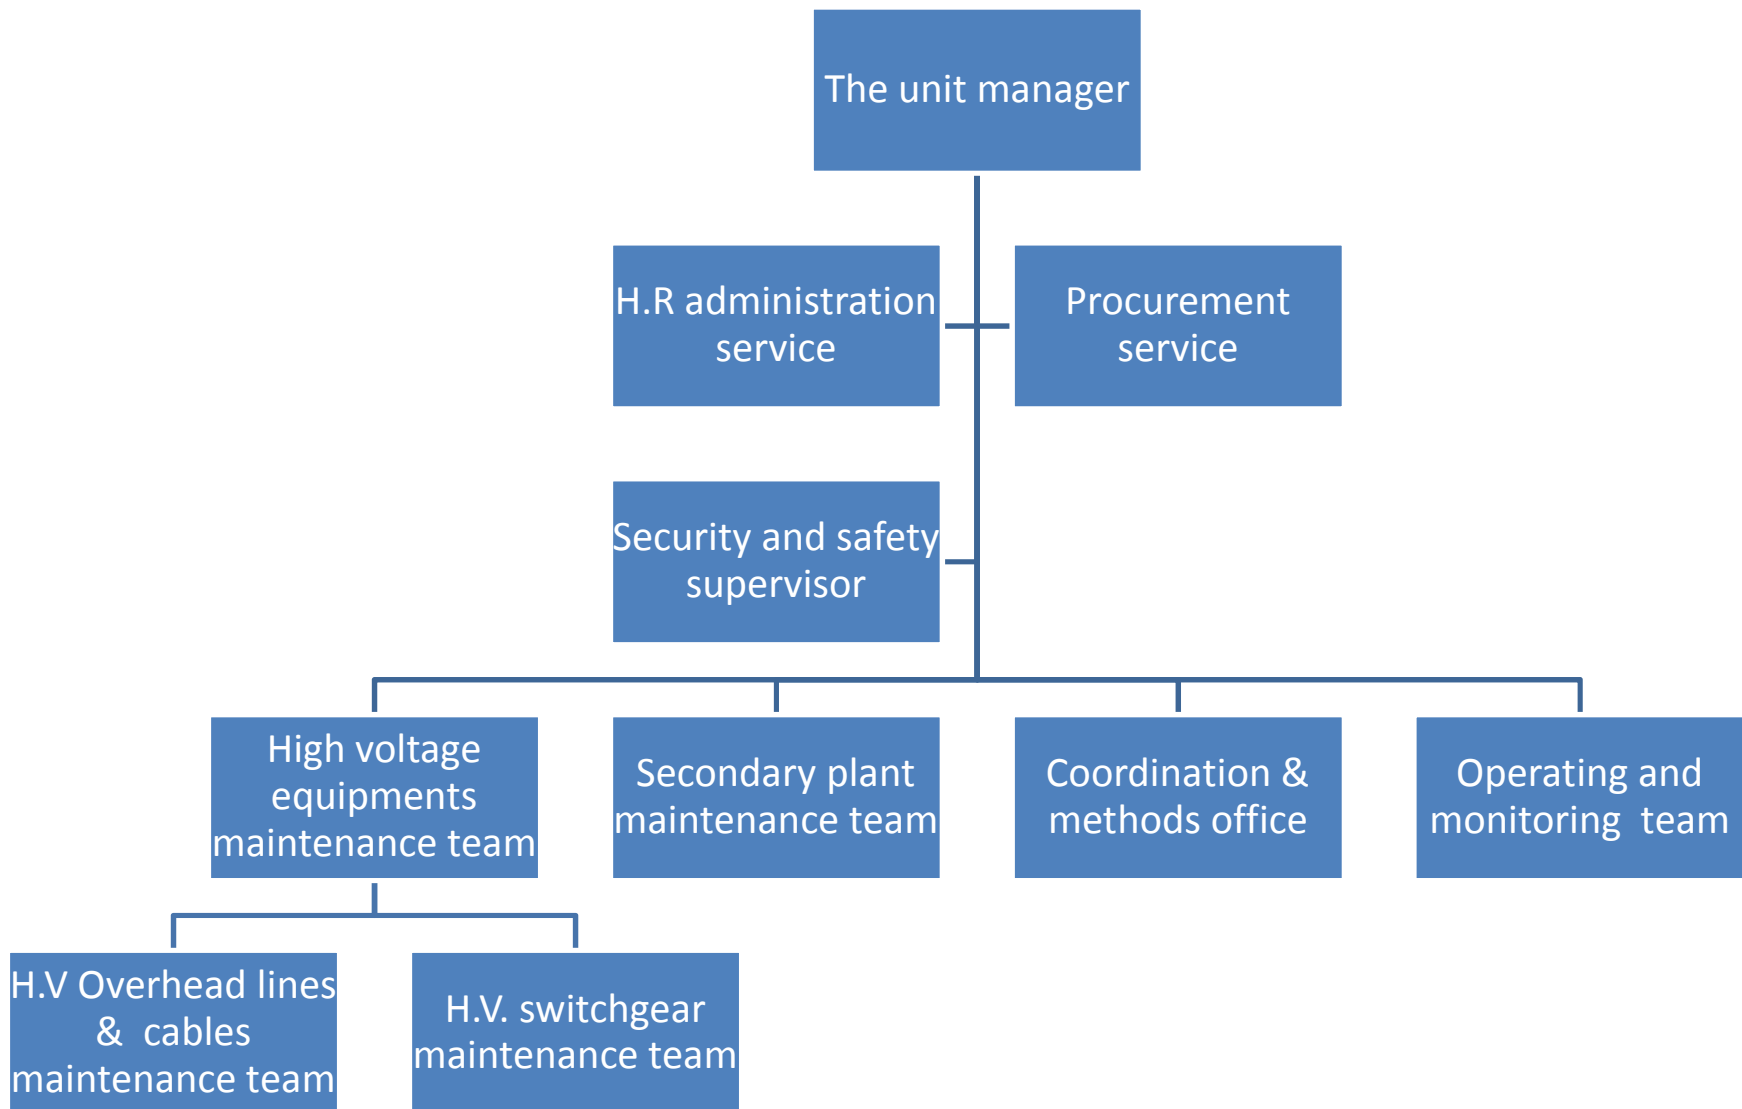 The unit manager
H.R administration
service
Procurement
service
Security and safety
supervisor
High voltage
equipments
maintenance team
Secondary plant
maintenance team
Coordination &
methods office
Operating and
monitoring  team
H.V Overhead lines
&  cables
maintenance team
H.V. switchgear
maintenance team